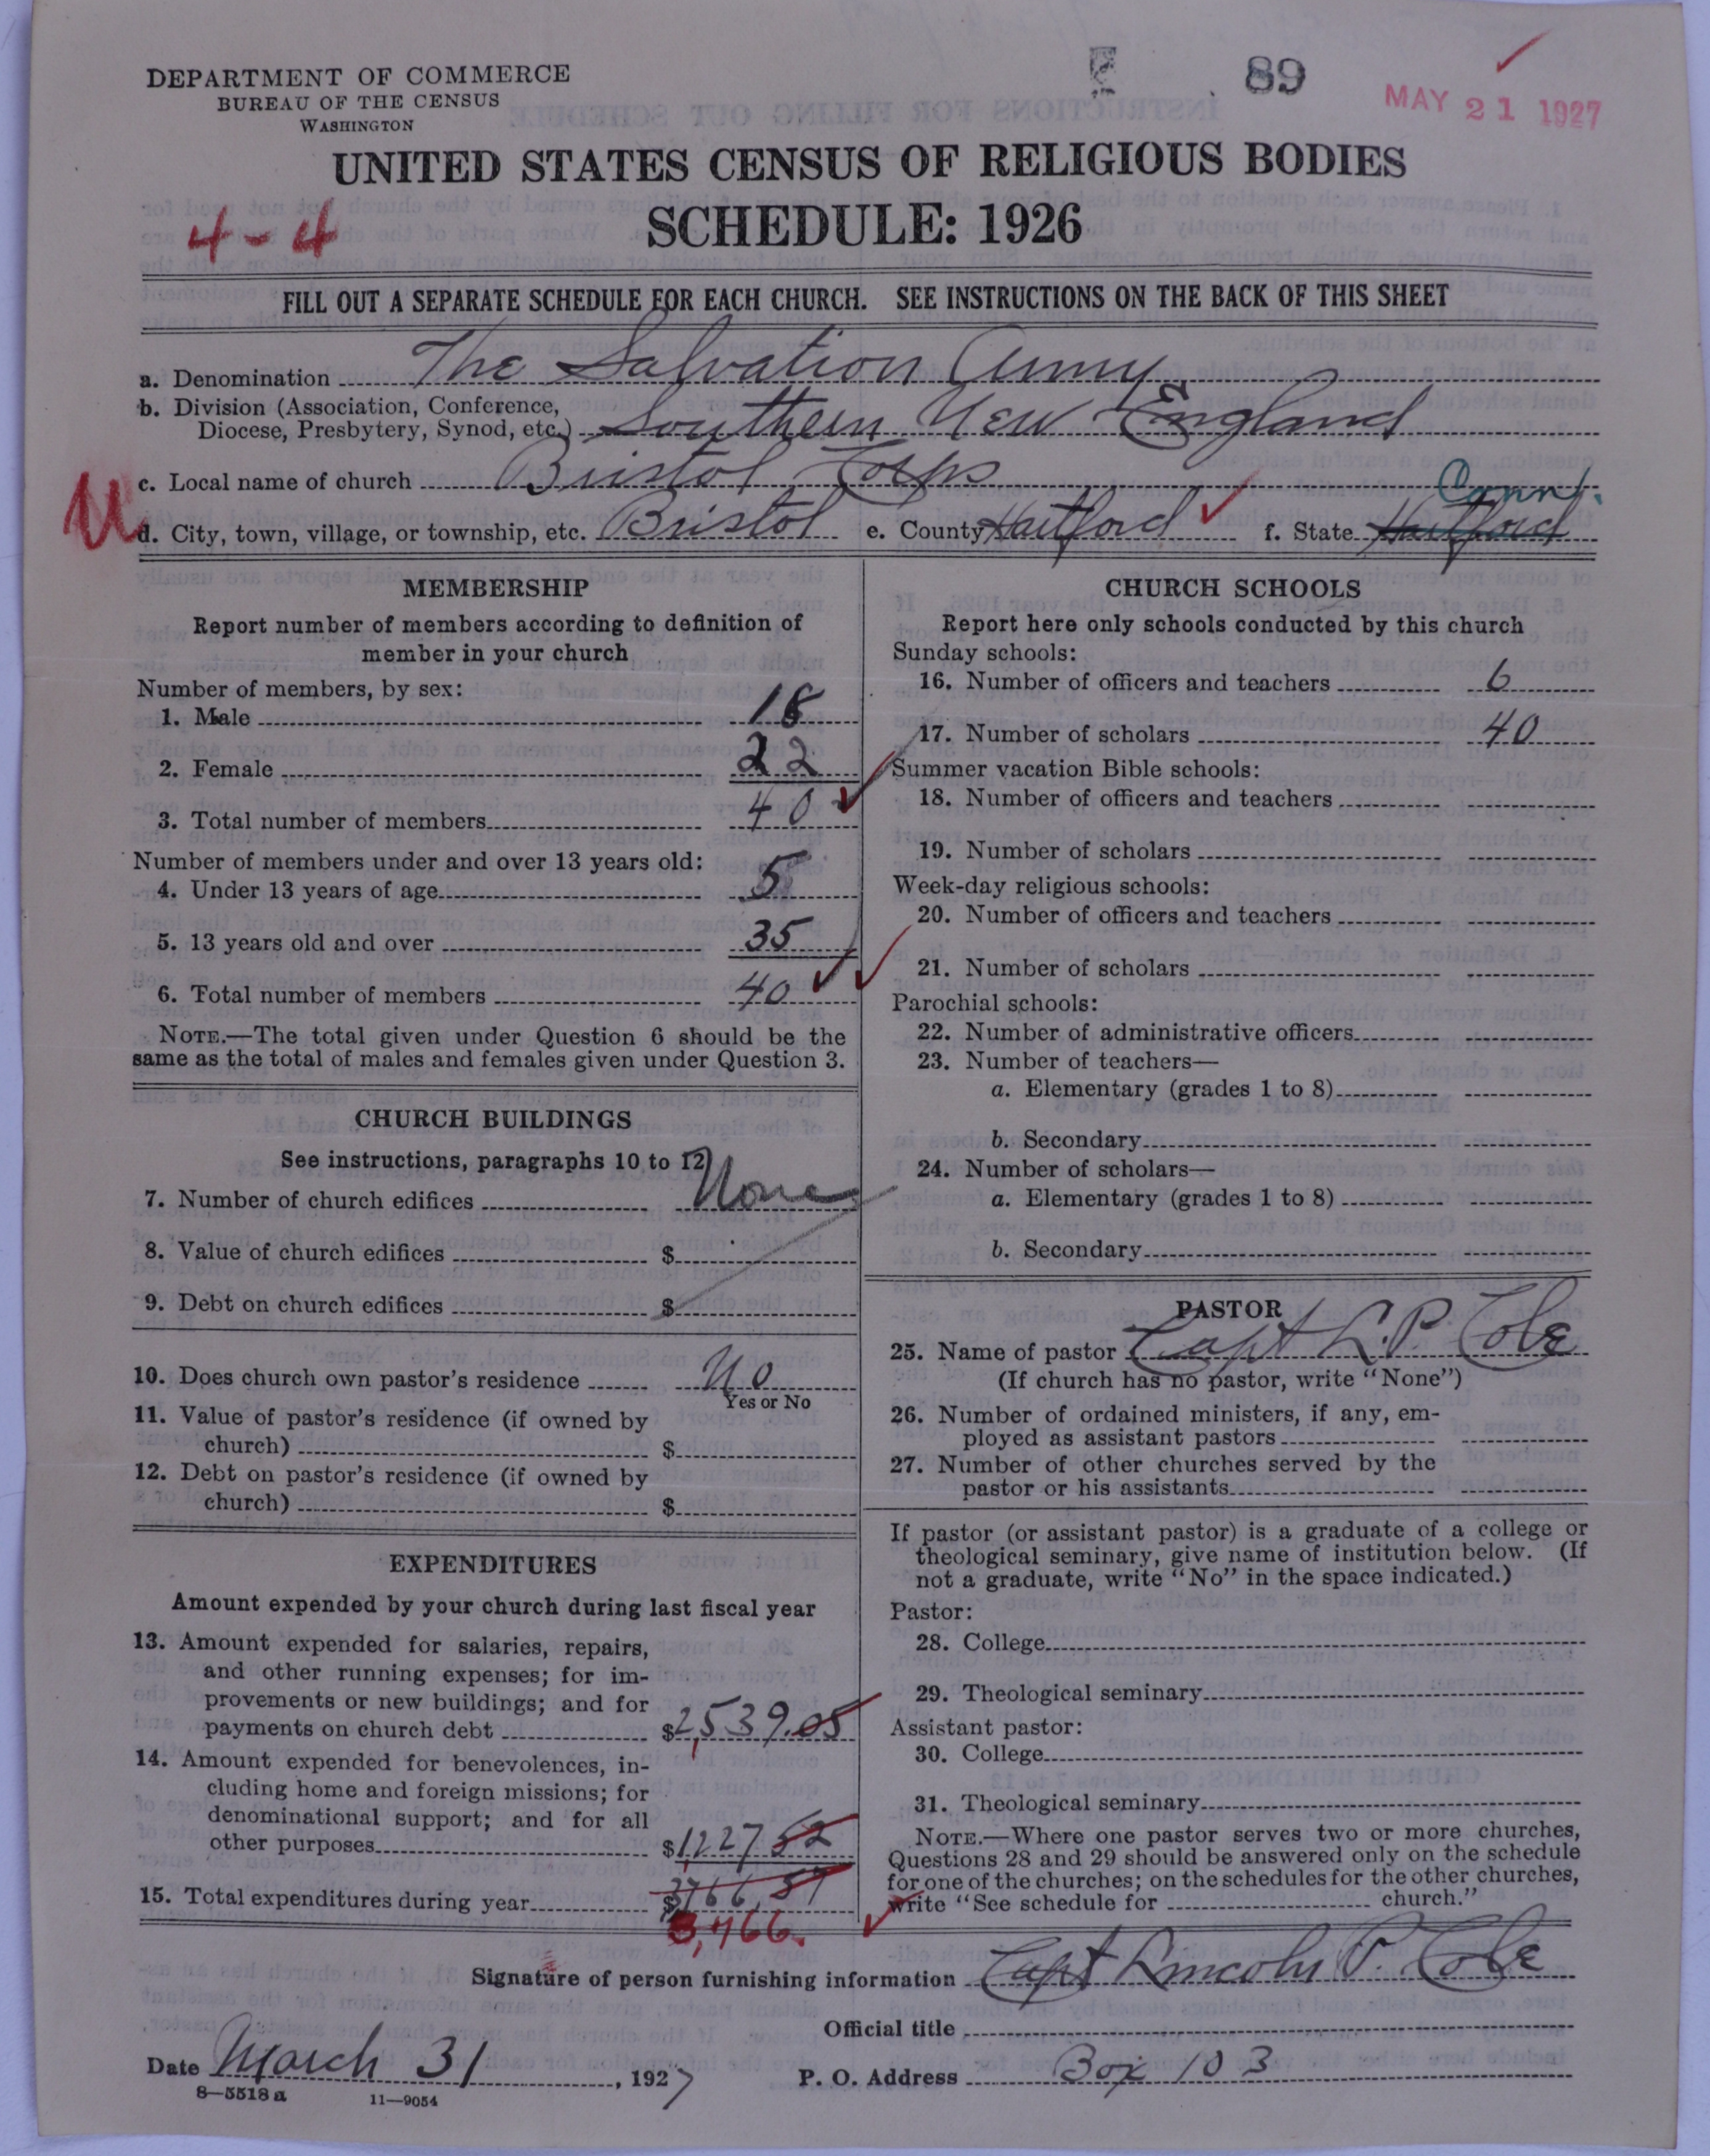 DEPARTMENT OF COMMERCE
BUREAU OF THE CENSUS
WASHINGTON
89
MAY 21 1927
UNITED STATES CENSUS OF RELIGIOUS BODIES
SCHEDULE: 1926
4-4
FILL OUT A SEPARATE SCHEDULE FOR EACH CHURCH. SEE INSTRUCTIONS ON THE BACK OF THIS SHEET
a. Denomination The Salvation Army
b. Division (Association, Conference,
Diocese, Presbytery, Synod, etc.) Southern New England
c. Local name of church Bristol Corps
Conn.
d. City, town, village, or township, etc. Bristol e. County Hartford f. State Hartford
MEMBERSHIP
Report number of members according to definition of
member in your church
Number of members, by sex:
1. Male 18
2. Female 22
3. Total number of members 40
Number of members under and over 13 years old:
4. Under 13 years of age 5
5. 13 years old and over 35
6. Total number of members 40
NOTE.—The total given under Question 6 should be the
same as the total of males and females given under Question 3.
CHURCH BUILDINGS
See instructions, paragraphs 10 to 12
7. Number of church edifices None
8. Value of church edifices $
9. Debt on church edifices $
10. Does church own pastor's residence No
Yes or No
11. Value of pastor's residence (if owned by
church) $
12. Debt on pastor's residence (if owned by
church) $
EXPENDITURES
Amount expended by your church during last fiscal year
13. Amount expended for salaries, repairs,
and other running expenses; for im-
provements or new buildings; and for
payments on church debt $2,539.05
14. Amount expended for benevolences, in-
cluding home and foreign missions; for
denominational support; and for all
other purposes $1,227 52
15. Total expenditures during year $3766.57
3,766.
CHURCH SCHOOLS
Report here only schools conducted by this church
Sunday schools:
16. Number of officers and teachers 6
17. Number of scholars 40
Summer vacation Bible schools:
18. Number of officers and teachers
19. Number of scholars
Week-day religious schools:
20. Number of officers and teachers
21. Number of scholars
Parochial schools:
22. Number of administrative officers
23. Number of teachers—
a. Elementary (grades 1 to 8)
b. Secondary
24. Number of scholars—
a. Elementary (grades 1 to 8)
b. Secondary
PASTOR
25. Name of pastor Capt L. P. Cole
(If church has no pastor, write "None")
26. Number of ordained ministers, if any, em-
ployed as assistant pastors
27. Number of other churches served by the
pastor or his assistants
If pastor (or assistant pastor) is a graduate of a college or
theological seminary, give name of institution below. (If
not a graduate, write "No" in the space indicated.)
Pastor:
28. College
29. Theological seminary
Assistant pastor:
30. College
31. Theological seminary
NOTE.—Where one pastor serves two or more churches,
Questions 28 and 29 should be answered only on the schedule
for one of the churches; on the schedules for the other churches,
write "See schedule for church."
Signature of person furnishing information Capt Lincoln P. Cole
Official title
Date March 31, 1927 P. O. Address Box 103
8—5518 a 11—9054